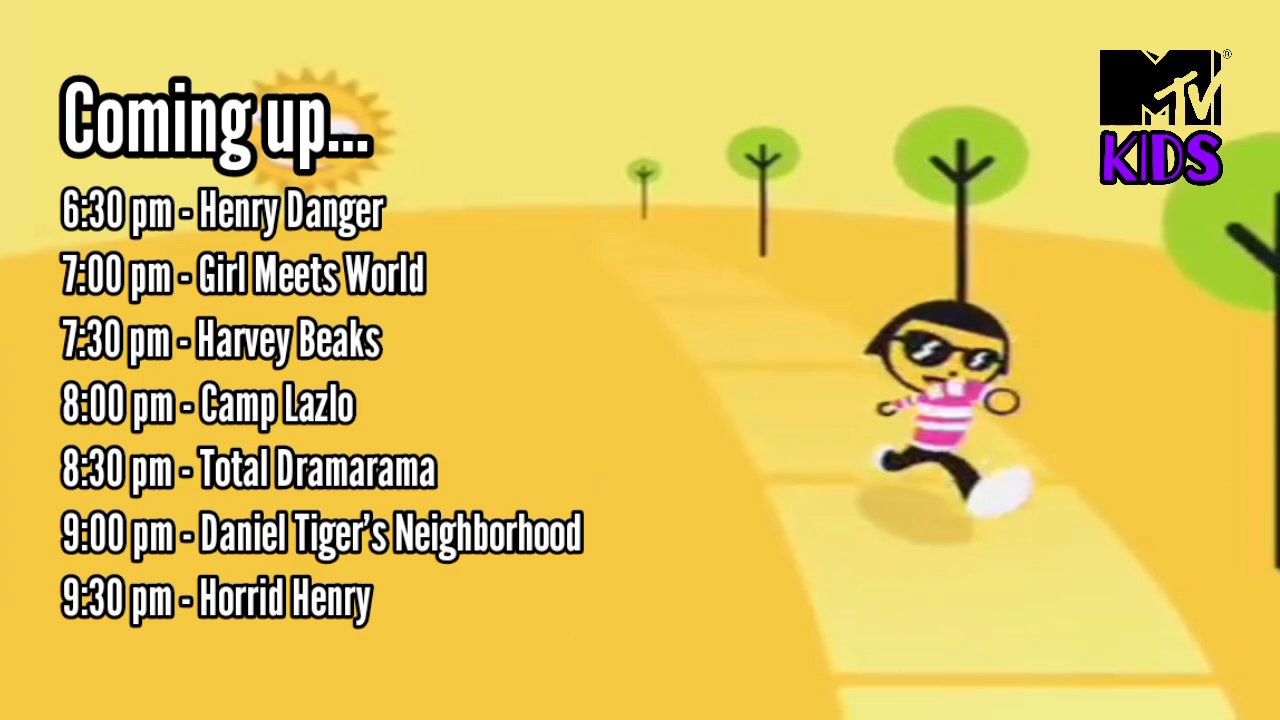 Coming up...
6:30 pm - Henry Danger
7:00 pm - Girl Meets World
7:30 pm - Harvey Beaks
8:00 pm - Camp Lazlo
8:30 pm - Total Dramarama
9:00 pm - Daniel Tiger's Neighborhood
9:30 pm - Horrid Henry
MTV®
KIDS